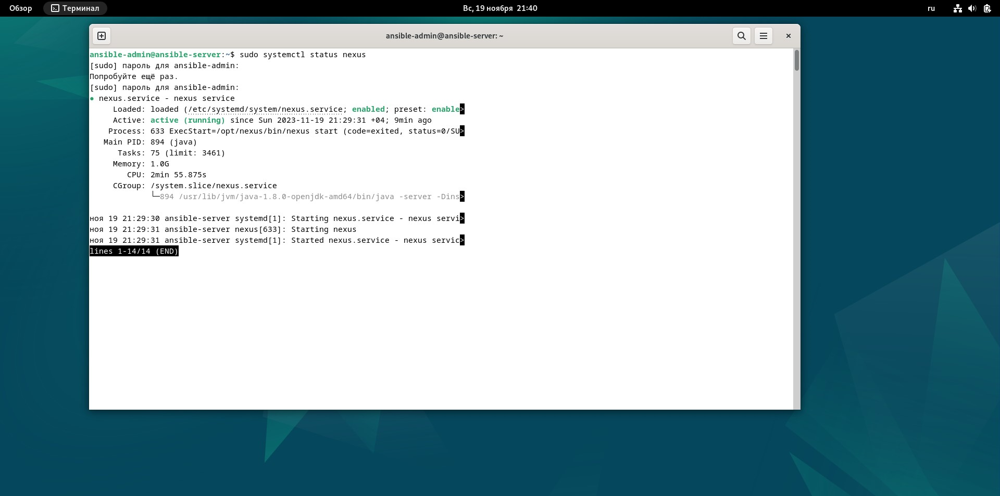 Обзор Терминал Вс, 19 ноября 21:40 ru
ansible-admin@ansible-server: ~
ansible-admin@ansible-server:~$ sudo systemctl status nexus
[sudo] пароль для ansible-admin:
Попробуйте ещё раз.
[sudo] пароль для ansible-admin:
● nexus.service - nexus service
Loaded: loaded (/etc/systemd/system/nexus.service; enabled; preset: enable>
Active: active (running) since Sun 2023-11-19 21:29:31 +04; 9min ago
Process: 633 ExecStart=/opt/nexus/bin/nexus start (code=exited, status=0/SU>
Main PID: 894 (java)
Tasks: 75 (limit: 3461)
Memory: 1.0G
CPU: 2min 55.875s
CGroup: /system.slice/nexus.service
└─894 /usr/lib/jvm/java-1.8.0-openjdk-amd64/bin/java -server -Dins>
ноя 19 21:29:30 ansible-server systemd[1]: Starting nexus.service - nexus servi>
ноя 19 21:29:31 ansible-server nexus[633]: Starting nexus
ноя 19 21:29:31 ansible-server systemd[1]: Started nexus.service - nexus servic>
lines 1-14/14 (END)